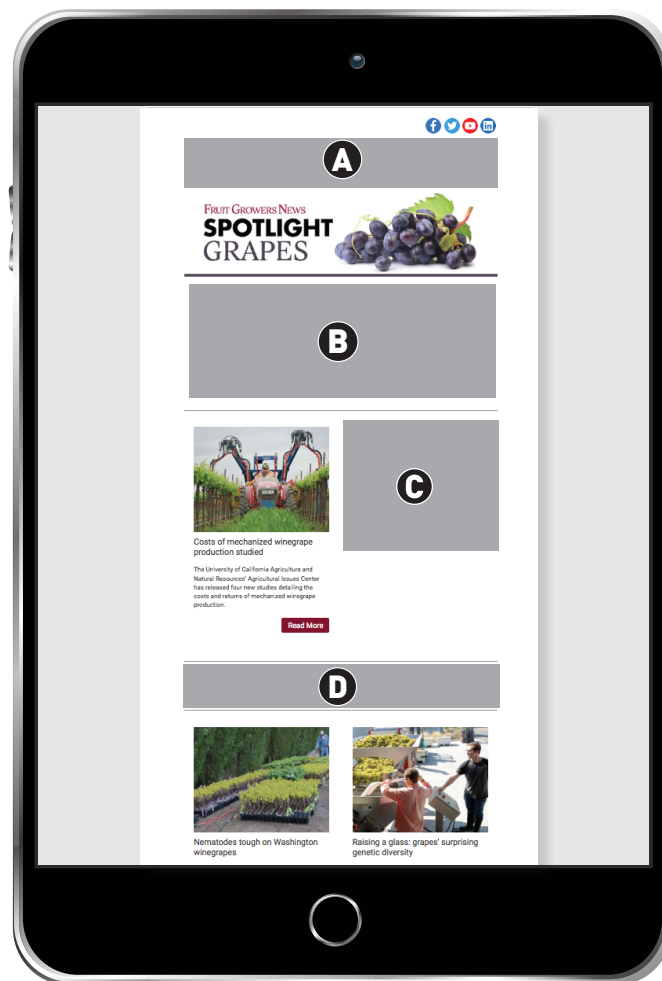 A
FRUIT GROWERS NEWS
SPOTLIGHT
GRAPES
B
C
Costs of mechanized winegrape
production studied
The University of California Agriculture and
Natural Resources' Agricultural Issues Center
has released four new studies detailing the
costs and returns of mechanized winegrape
production.
Read More
D
Nematodes tough on Washington
winegrapes
Raising a glass: grapes' surprising
genetic diversity